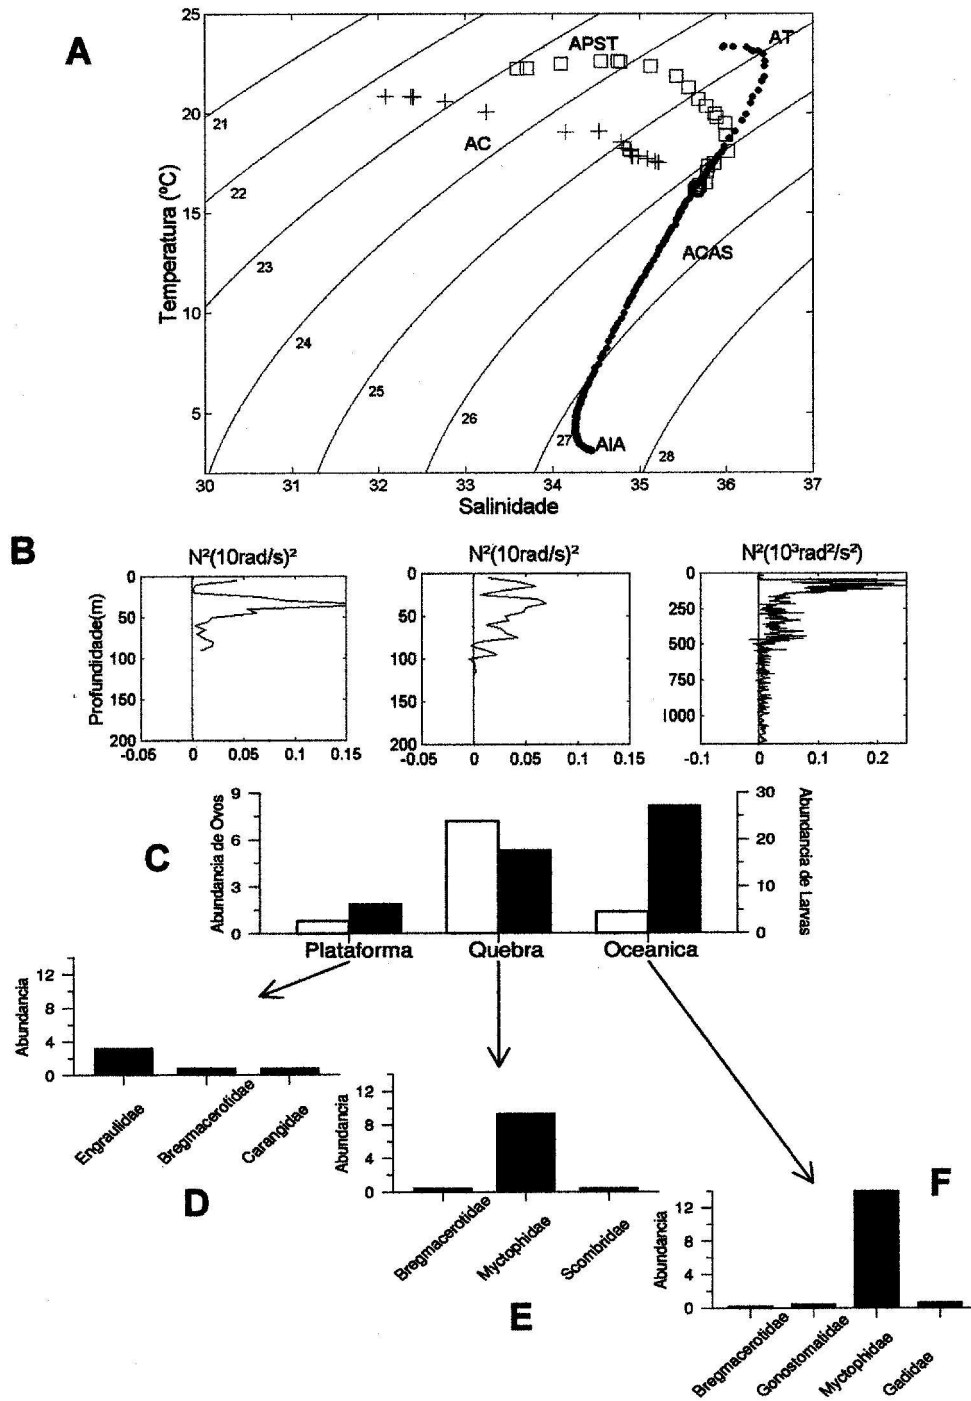 A
25
20
15
10
5
Temperatura (ºC)
APST
AT
AC
ACAS
AIA
21
22
23
24
25
26
27
28
30 31 32 33 34 35 36 37
Salinidade
B
N²(10rad/s)²
N²(10rad/s)²
N²(10³rad²/s²)
Profundidade(m)
0
50
100
150
200
-0.05 0 0.05 0.1 0.15
0
50
100
150
200
-0.05 0 0.05 0.1 0.15
0
250
500
750
1000
-0.1 0 0.1 0.2
C
Abundancia de Ovos
9
6
3
0
30
20
10
0
Abundancia de Larvas
Plataforma Quebra Oceanica
Abundancia
12
8
4
0
Engraulidae
Bregmacerotidae
Carangidae
D
Abundancia
12
8
4
0
Bregmacerotidae
Myctophidae
Scombridae
E
F
Abundancia
12
8
4
0
Bregmacerotidae
Gonostomatidae
Myctophidae
Gadidae